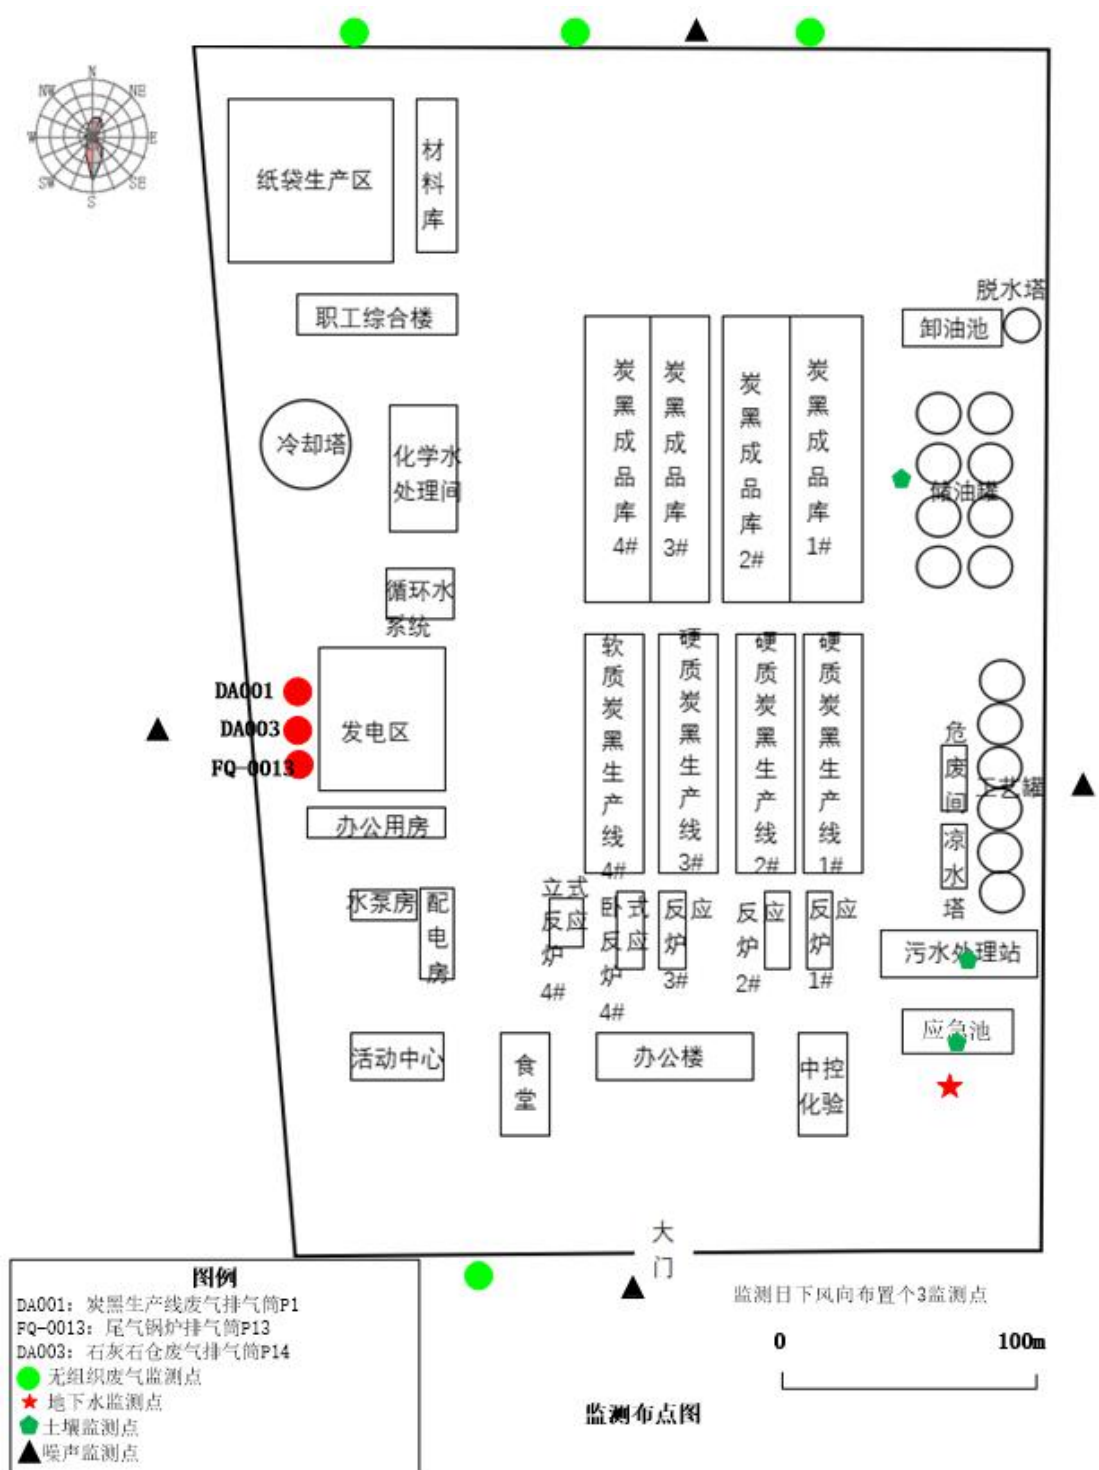 N
NW
NE
W
E
SW
SE
S
纸袋生产区
材料库
职工综合楼
脱水塔
卸油池
冷却塔
化学水
处理间
炭黑成品库4#
炭黑成品库3#
炭黑成品库2#
炭黑成品库1#
储油罐
循环水
系统
DA001
DA003
FQ-0013
发电区
软质炭黑生产线4#
硬质炭黑生产线3#
硬质炭黑生产线2#
硬质炭黑生产线1#
危废间
工艺罐
凉水塔
办公用房
水泵房
配电房
立式
反应
炉
4#
卧式
反应
炉
4#
反应
炉
3#
反应
炉
2#
反应
炉
1#
污水处理站
应急池
活动中心
食堂
办公楼
中控
化验
大门
图例
DA001: 炭黑生产线废气排气筒P1
FQ-0013: 尾气锅炉排气筒P13
DA003: 石灰石仓废气排气筒P14
无组织废气监测点
地下水监测点
土壤监测点
噪声监测点
监测日下风向布置个3监测点
0 100m
监测布点图